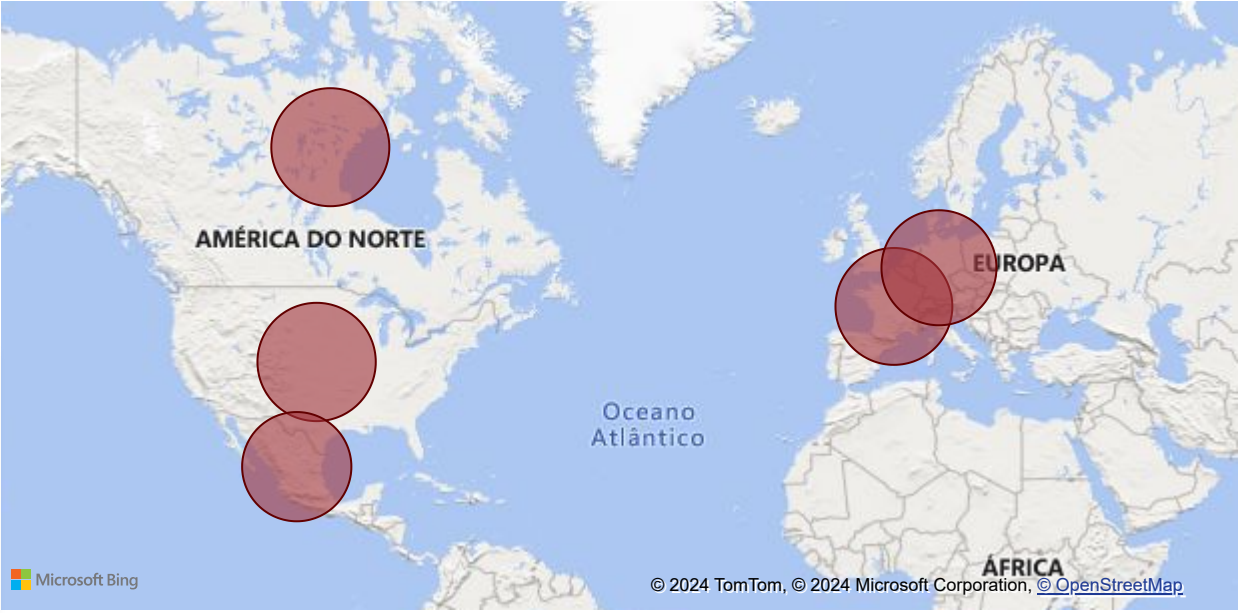 AMÉRICA DO NORTE
EUROPA
Oceano
Atlântico
ÁFRICA
Microsoft Bing
© 2024 TomTom, © 2024 Microsoft Corporation, © OpenStreetMap